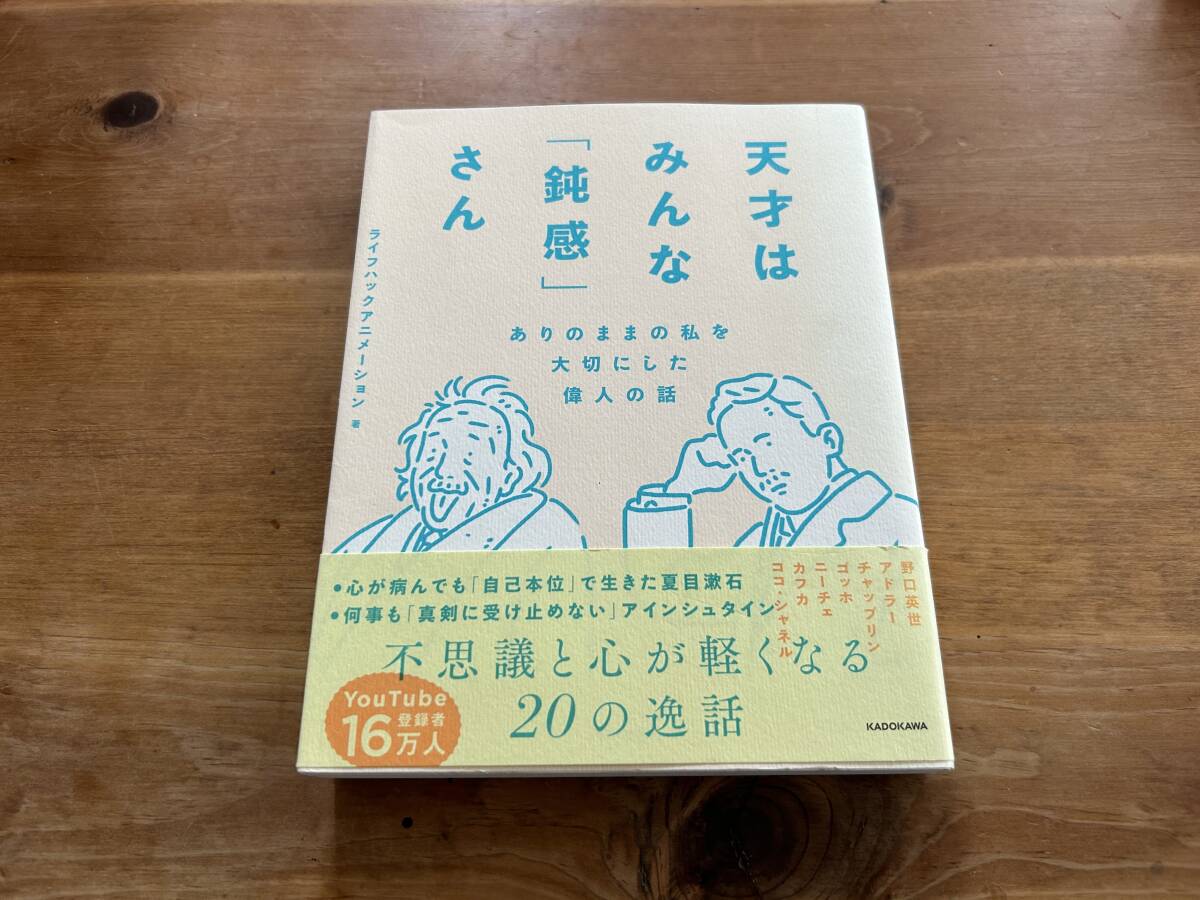 天才は
みんな
「鈍感」
さん
ありのままの私を
大切にした
偉人の話
ライフハックアニメーション 著
●心が病んでも「自己本位」で生きた夏目漱石
●何事も「真剣に受け止めない」アインシュタイン
野口英世
アドラー
チャップリン
ゴッホ
ニーチェ
カフカ
ココ・シャネル
不思議と心が軽くなる
20の逸話
YouTube
登録者
16万人
KADOKAWA